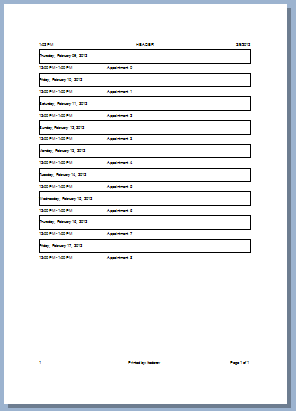 1:02 PM HEADER 2/9/2012
Thursday, February 09, 2012
12:00 PM - 1:00 PM Appointment 0
Friday, February 10, 2012
12:00 PM - 1:00 PM Appointment 1
Saturday, February 11, 2012
12:00 PM - 1:00 PM Appointment 2
Sunday, February 12, 2012
12:00 PM - 1:00 PM Appointment 3
Monday, February 13, 2012
12:00 PM - 1:00 PM Appointment 4
Tuesday, February 14, 2012
12:00 PM - 1:00 PM Appointment 5
Wednesday, February 15, 2012
12:00 PM - 1:00 PM Appointment 6
Thursday, February 16, 2012
12:00 PM - 1:00 PM Appointment 7
Friday, February 17, 2012
12:00 PM - 1:00 PM Appointment 8
1 Printed by: Page 1 of 1